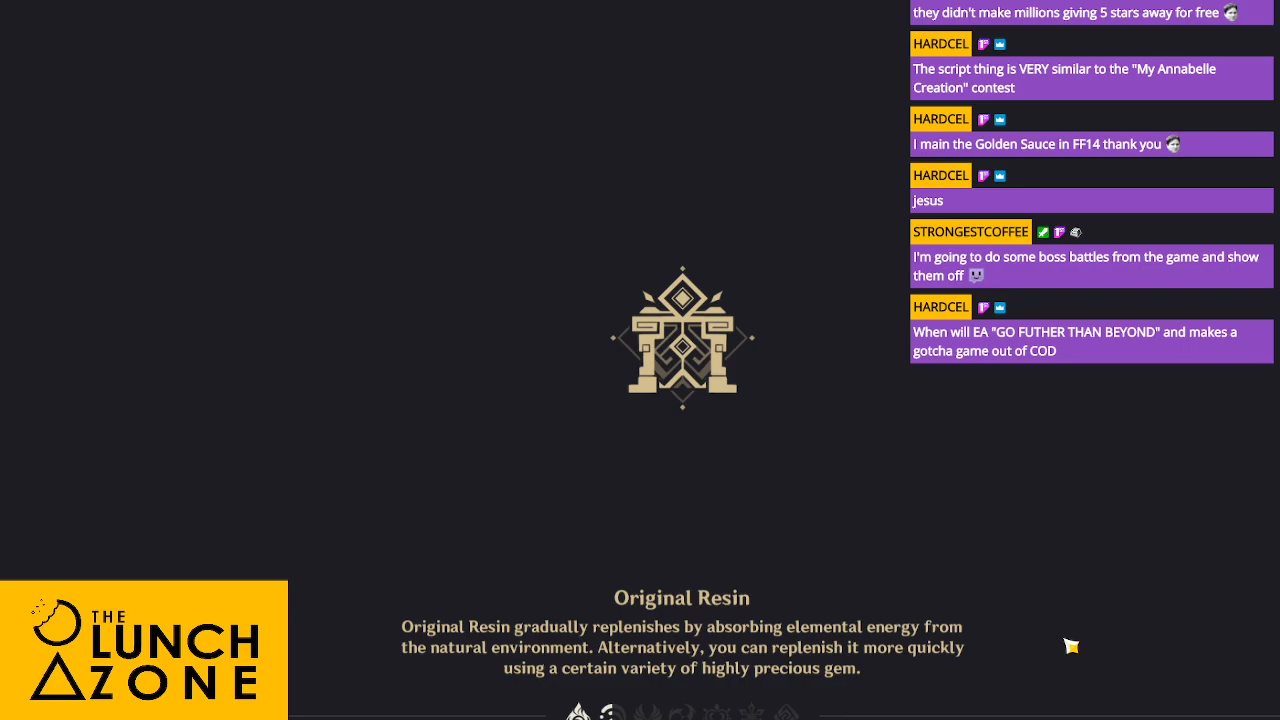 they didn't make millions giving 5 stars away for free
HARDCEL
The script thing is VERY similar to the "My Annabelle
Creation" contest
HARDCEL
I main the Golden Sauce in FF14 thank you
HARDCEL
jesus
STRONGESTCOFFEE
I'm going to do some boss battles from the game and show
them off
HARDCEL
When will EA "GO FUTHER THAN BEYOND" and makes a
gotcha game out of COD
Original Resin
Original Resin gradually replenishes by absorbing elemental energy from
the natural environment. Alternatively, you can replenish it more quickly
using a certain variety of highly precious gem.
THE
LUNCH
ZONE